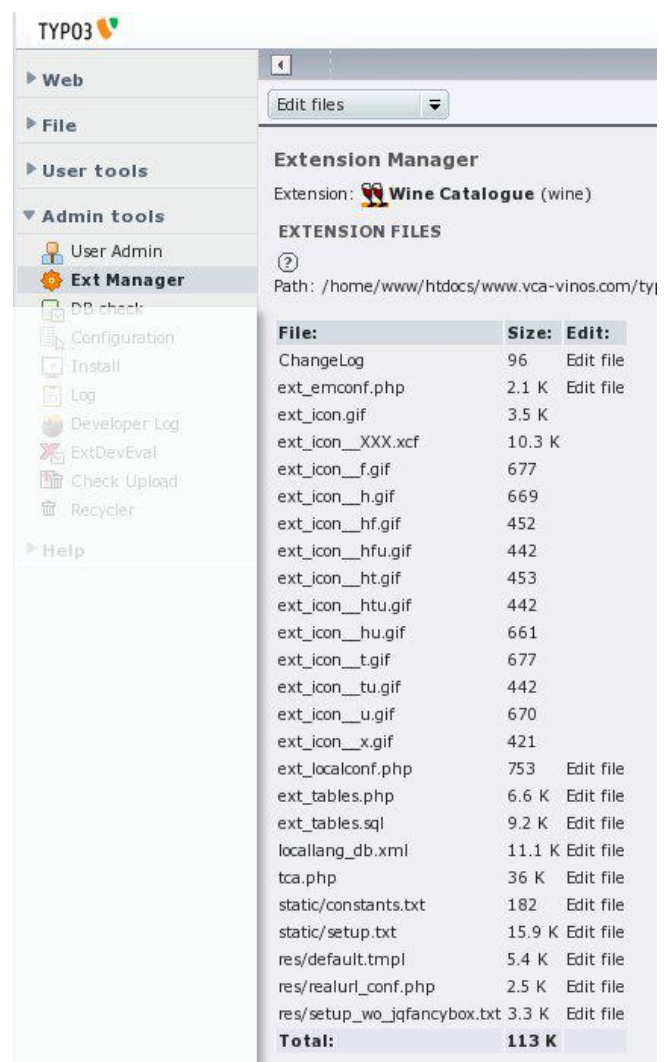 TYPO3
Web
File
User tools
Admin tools
User Admin
Ext Manager
DB check
Configuration
Install
Log
Developer Log
ExtDevEval
Check Upload
Recycler
Help
Edit files
Extension Manager
Extension: Wine Catalogue (wine)
EXTENSION FILES
?
Path: /home/www/htdocs/www.vca-vinos.com/typ
File: Size: Edit:
ChangeLog 96 Edit file
ext_emconf.php 2.1 K Edit file
ext_icon.gif 3.5 K
ext_icon__XXX.xcf 10.3 K
ext_icon__f.gif 677
ext_icon__h.gif 669
ext_icon__hf.gif 452
ext_icon__hfu.gif 442
ext_icon__ht.gif 453
ext_icon__htu.gif 442
ext_icon__hu.gif 661
ext_icon__t.gif 677
ext_icon__tu.gif 442
ext_icon__u.gif 670
ext_icon__x.gif 421
ext_localconf.php 753 Edit file
ext_tables.php 6.6 K Edit file
ext_tables.sql 9.2 K Edit file
locallang_db.xml 11.1 K Edit file
tca.php 36 K Edit file
static/constants.txt 182 Edit file
static/setup.txt 15.9 K Edit file
res/default.tmpl 5.4 K Edit file
res/realurl_conf.php 2.5 K Edit file
res/setup_wo_jqfancybox.txt 3.3 K Edit file
Total: 113 K